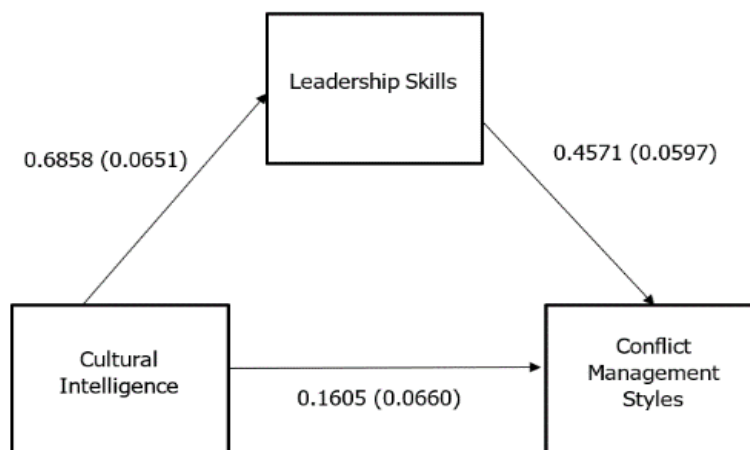 Leadership Skills
0.6858 (0.0651)
0.4571 (0.0597)
Cultural
Intelligence
0.1605 (0.0660)
Conflict
Management
Styles